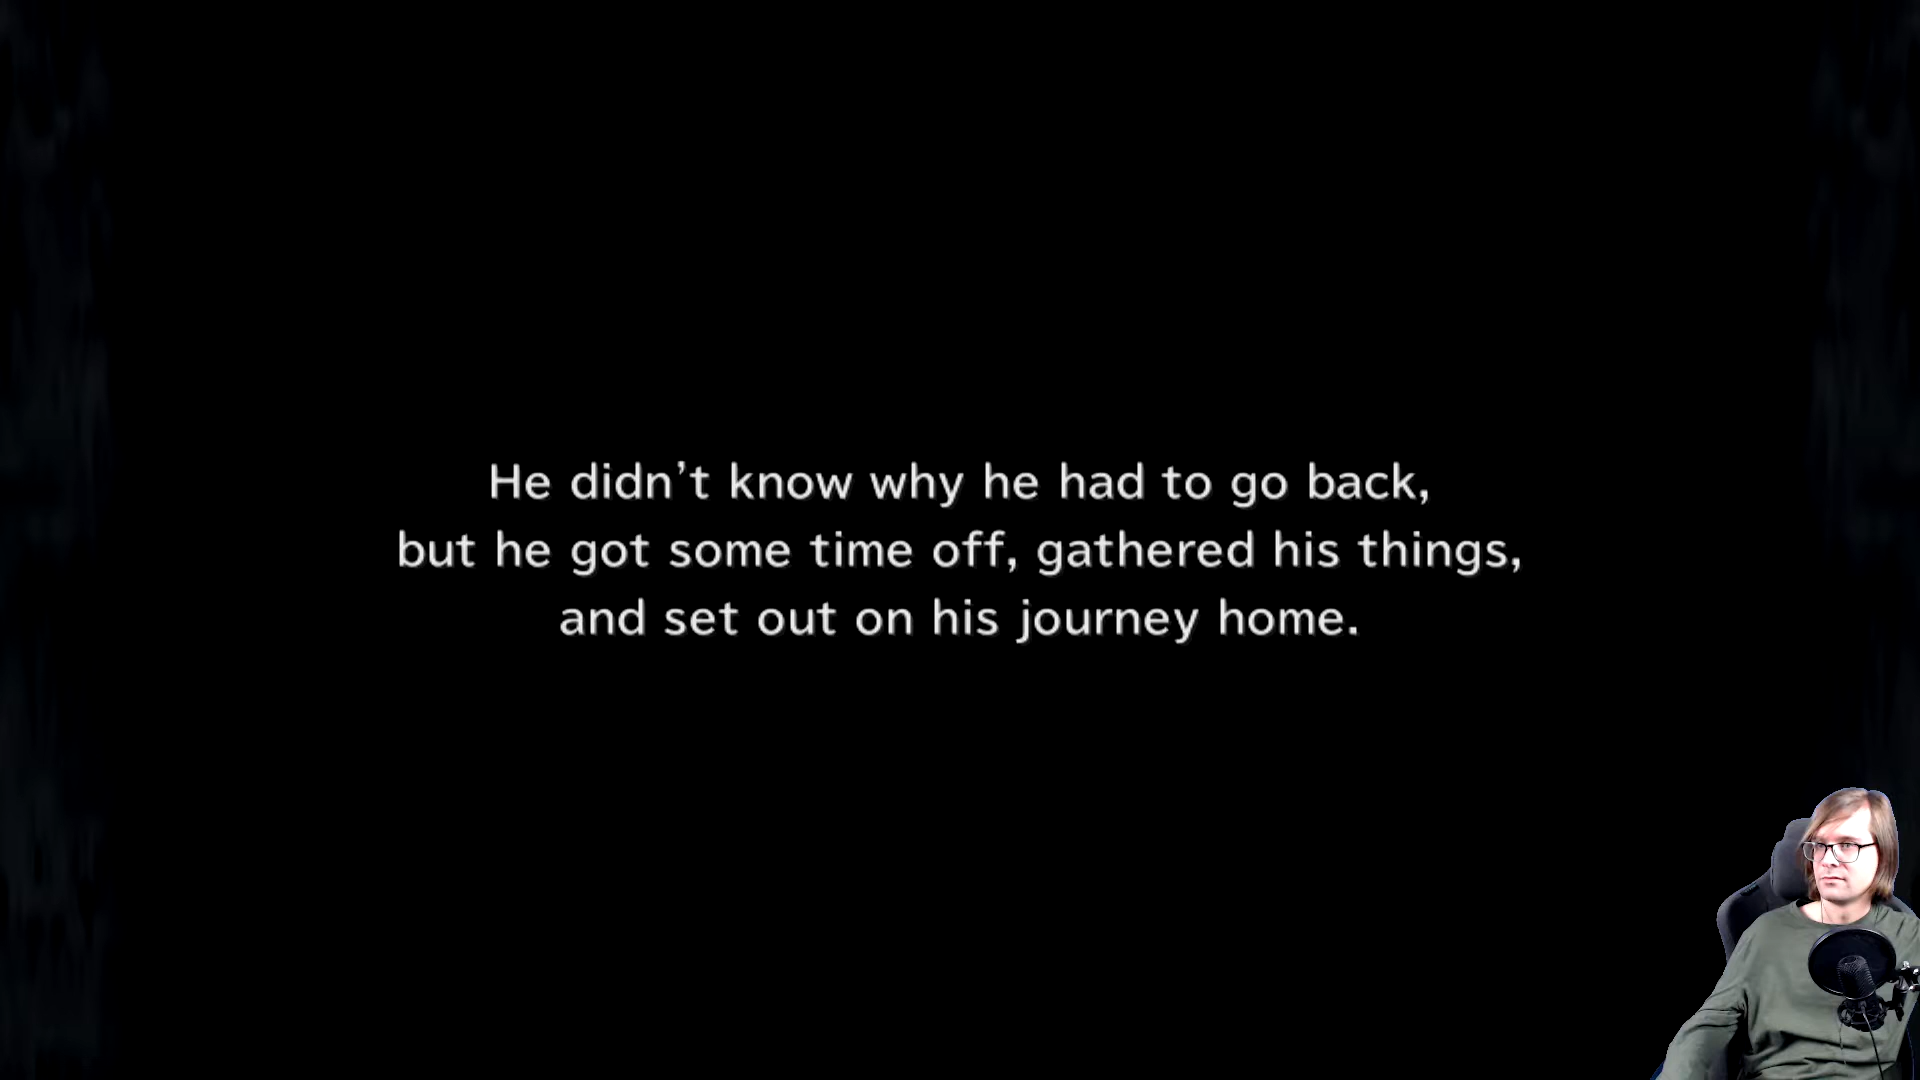 He didn’t know why he had to go back,
but he got some time off, gathered his things,
and set out on his journey home.